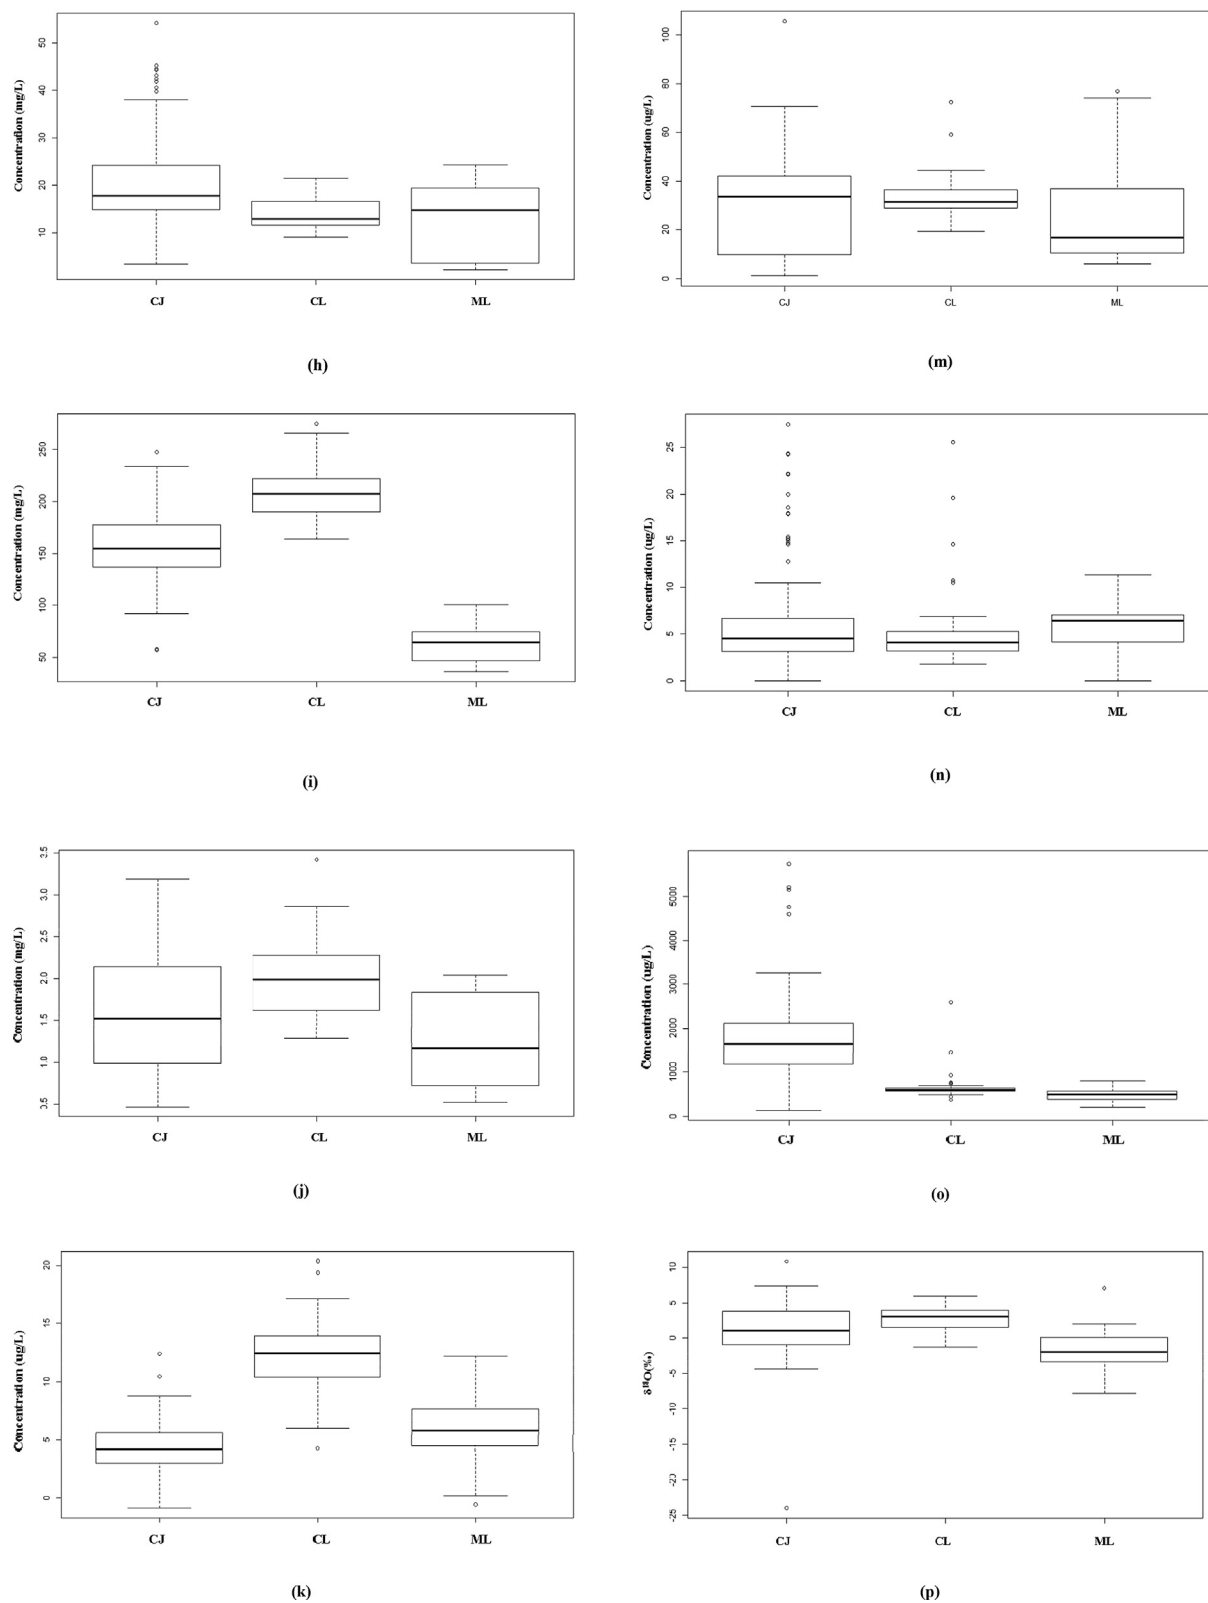 Concentration (mg/L)
50
40
30
20
10
CJ CL ML
(h)
Concentration (mg/L)
250
200
150
100
50
CJ CL ML
(i)
Concentration (mg/L)
3.5
3.0
2.5
2.0
1.5
1.0
0.5
CJ CL ML
(j)
Concentration (ug/L)
20
15
10
5
0
CJ CL ML
(k)
Concentration (ug/L)
100
80
60
40
20
0
CJ CL ML
(m)
Concentration (ug/L)
25
20
15
10
5
0
CJ CL ML
(n)
Concentration (ug/L)
5000
4000
3000
2000
1000
0
CJ CL ML
(o)
δ¹⁸O(‰)
10
5
0
-5
-10
-15
-20
-25
CJ CL ML
(p)